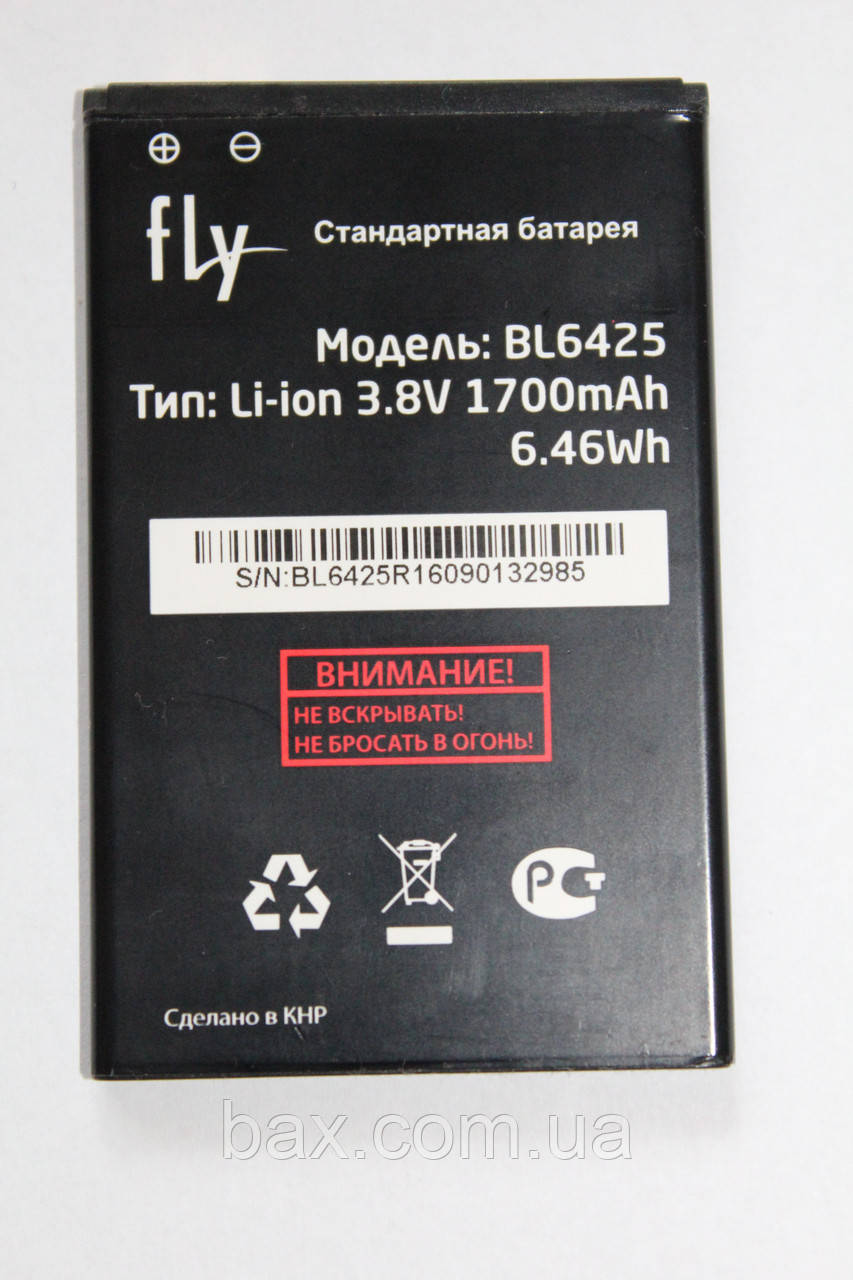 fly Стандартная батарея
Модель: BL6425
Тип: Li-ion 3.8V 1700mAh
6.46Wh
S/N:BL6425R16090132985
ВНИМАНИЕ!
НЕ ВСКРЫВАТЬ!
НЕ БРОСАТЬ В ОГОНЬ!
РСТ
Сделано в КНР
bax.com.ua